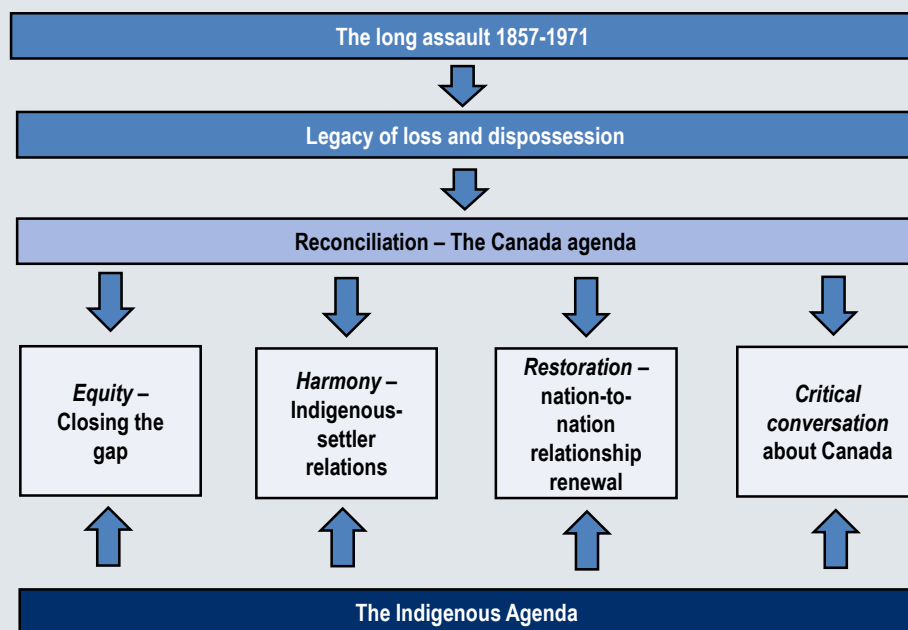 The long assault 1857-1971
Legacy of loss and dispossession
Reconciliation – The Canada agenda
Equity –
Closing the
gap
Harmony –
Indigenous-
settler
relations
Restoration –
nation-to-
nation
relationship
renewal
Critical
conversation
about Canada
The Indigenous Agenda